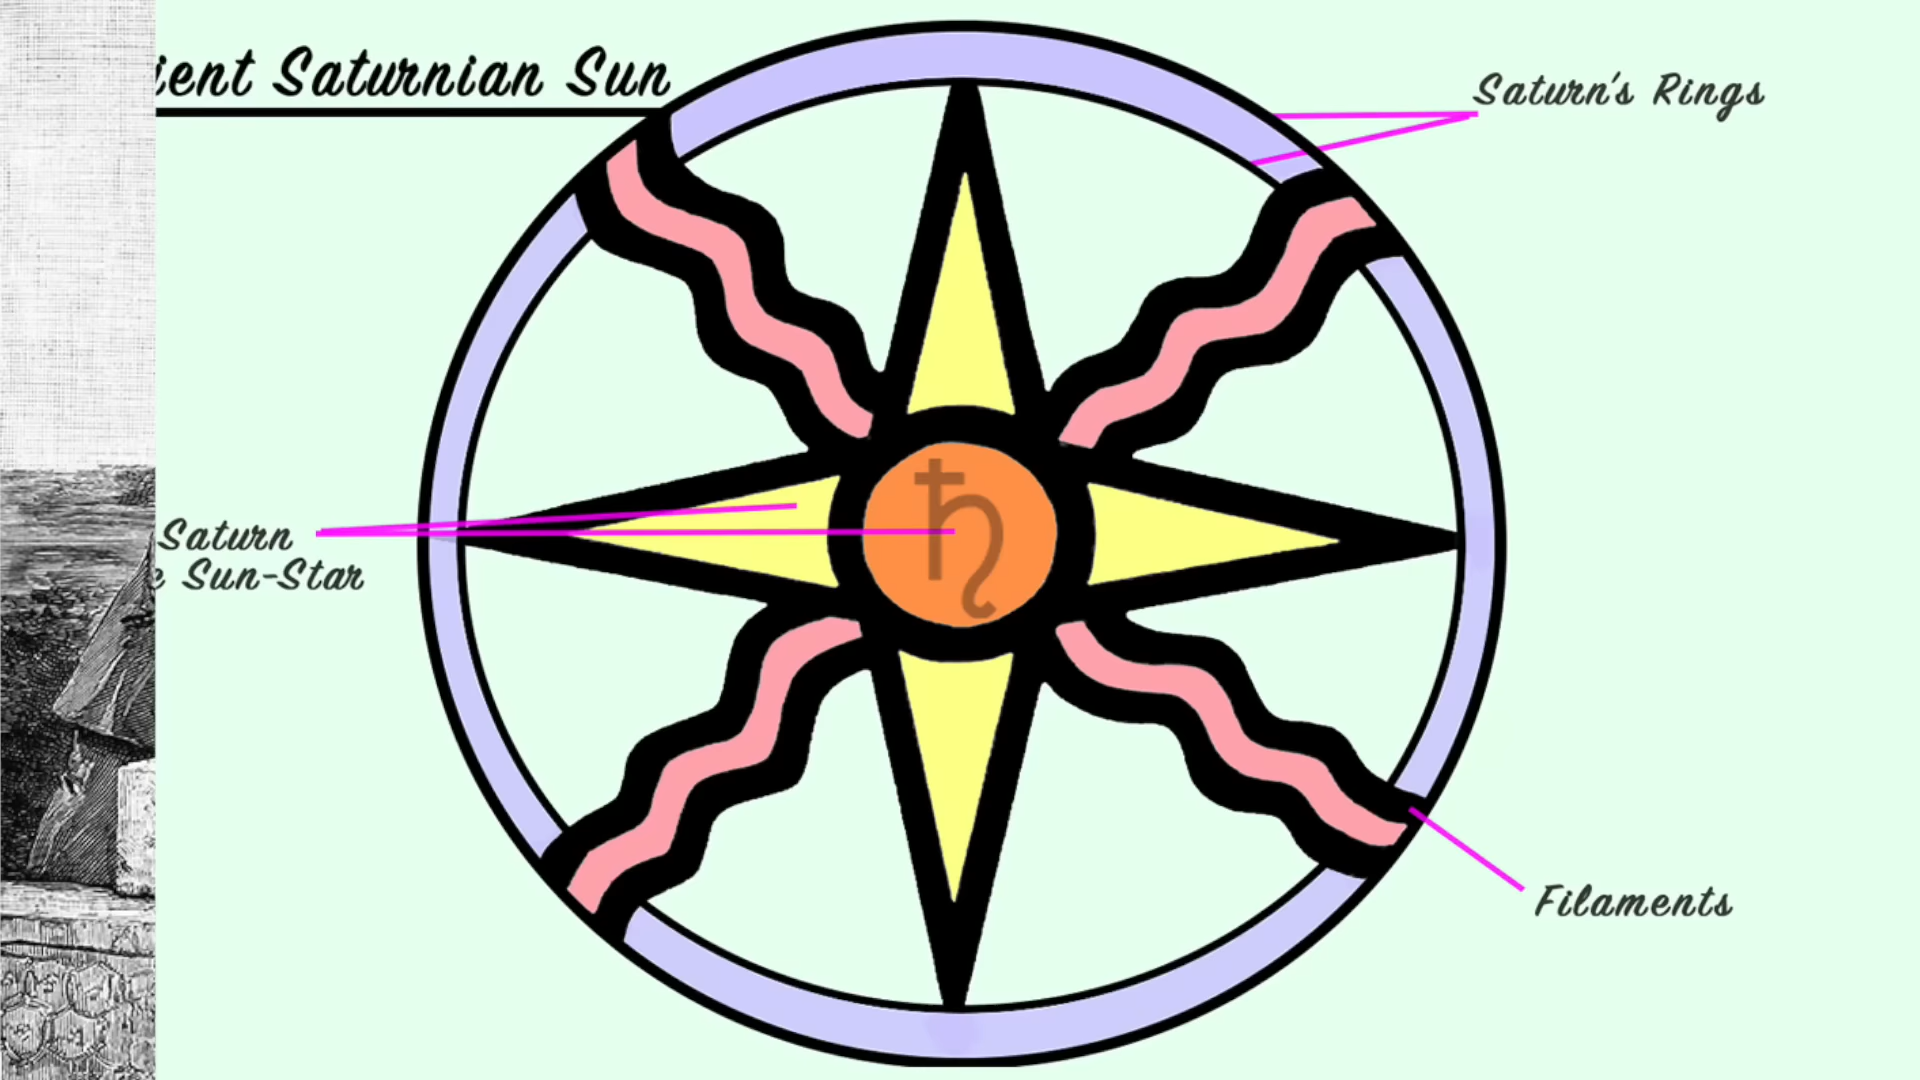 ient Saturnian Sun
Saturn's Rings
Saturn
e Sun-Star
♄
Filaments